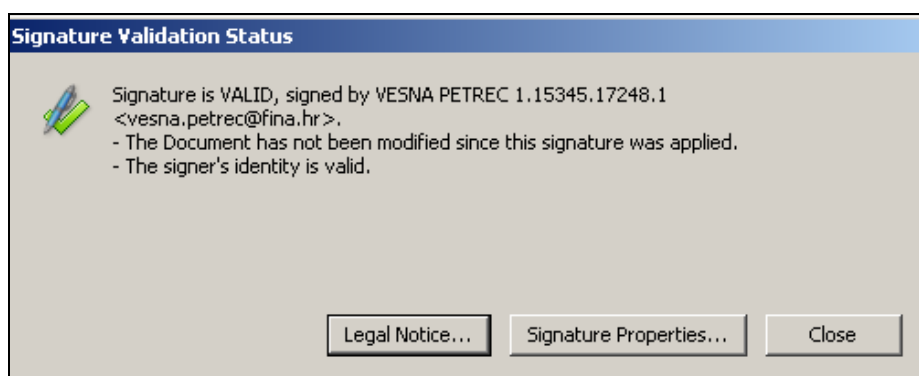 Signature Validation Status
Signature is VALID, signed by VESNA PETREC 1.15345.17248.1
<vesna.petrec@fina.hr>.
- The Document has not been modified since this signature was applied.
- The signer's identity is valid.
Legal Notice... Signature Properties... Close